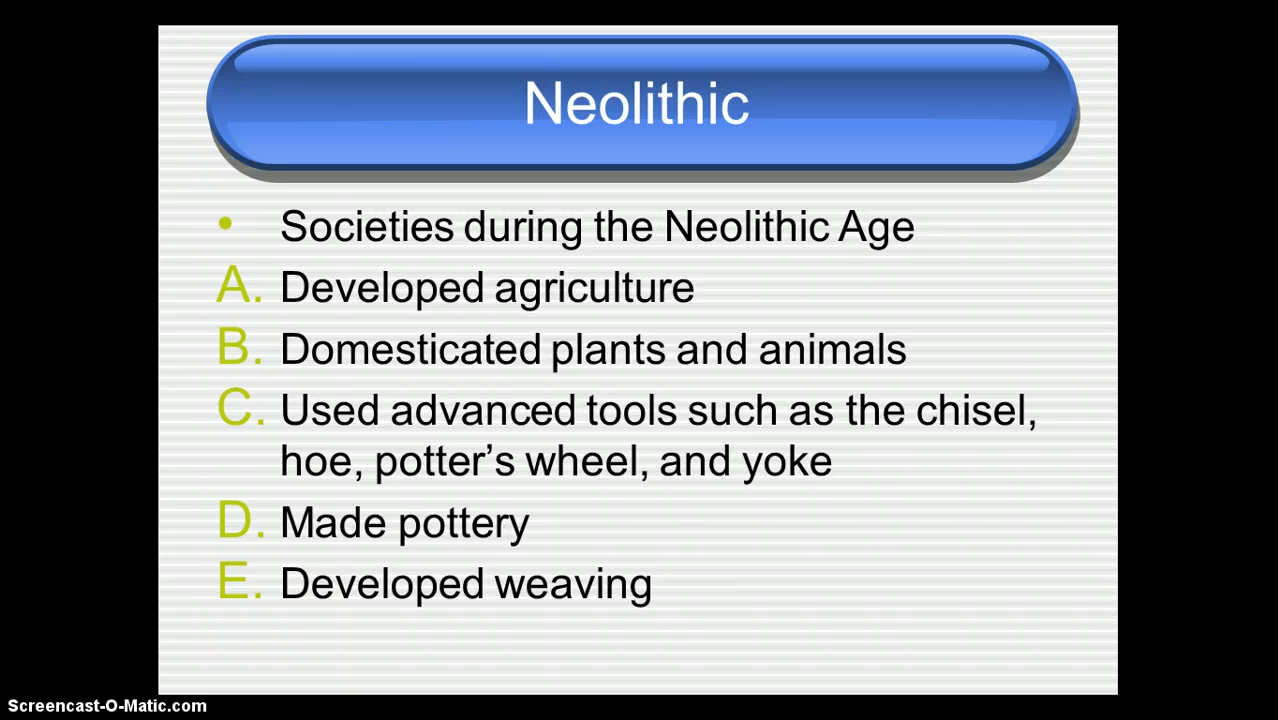 Neolithic
• Societies during the Neolithic Age
A. Developed agriculture
B. Domesticated plants and animals
C. Used advanced tools such as the chisel,
hoe, potter’s wheel, and yoke
D. Made pottery
E. Developed weaving
Screencast-O-Matic.com